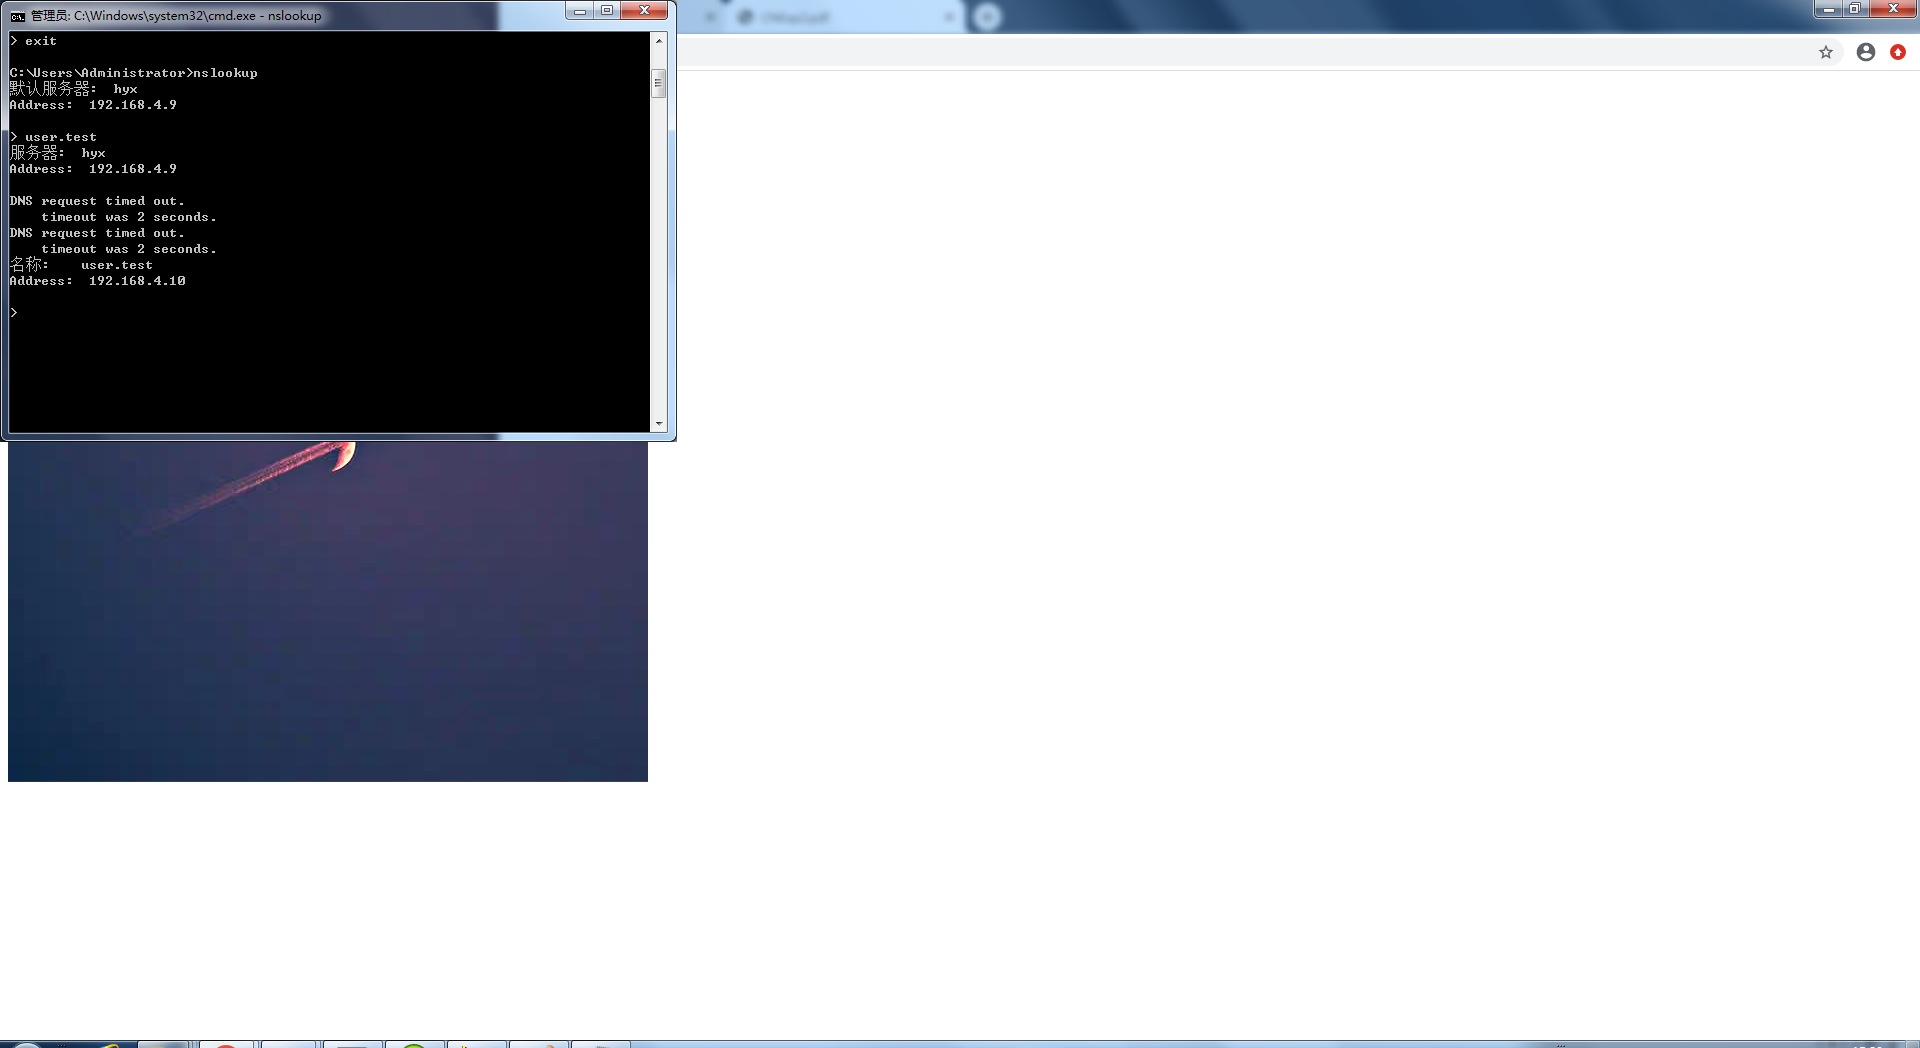 管理员: C:\Windows\system32\cmd.exe - nslookup
> exit
C:\Users\Administrator>nslookup
默认服务器:  hyx
Address:  192.168.4.9
> user.test
服务器:  hyx
Address:  192.168.4.9
DNS request timed out.
    timeout was 2 seconds.
DNS request timed out.
    timeout was 2 seconds.
名称:    user.test
Address:  192.168.4.10
>